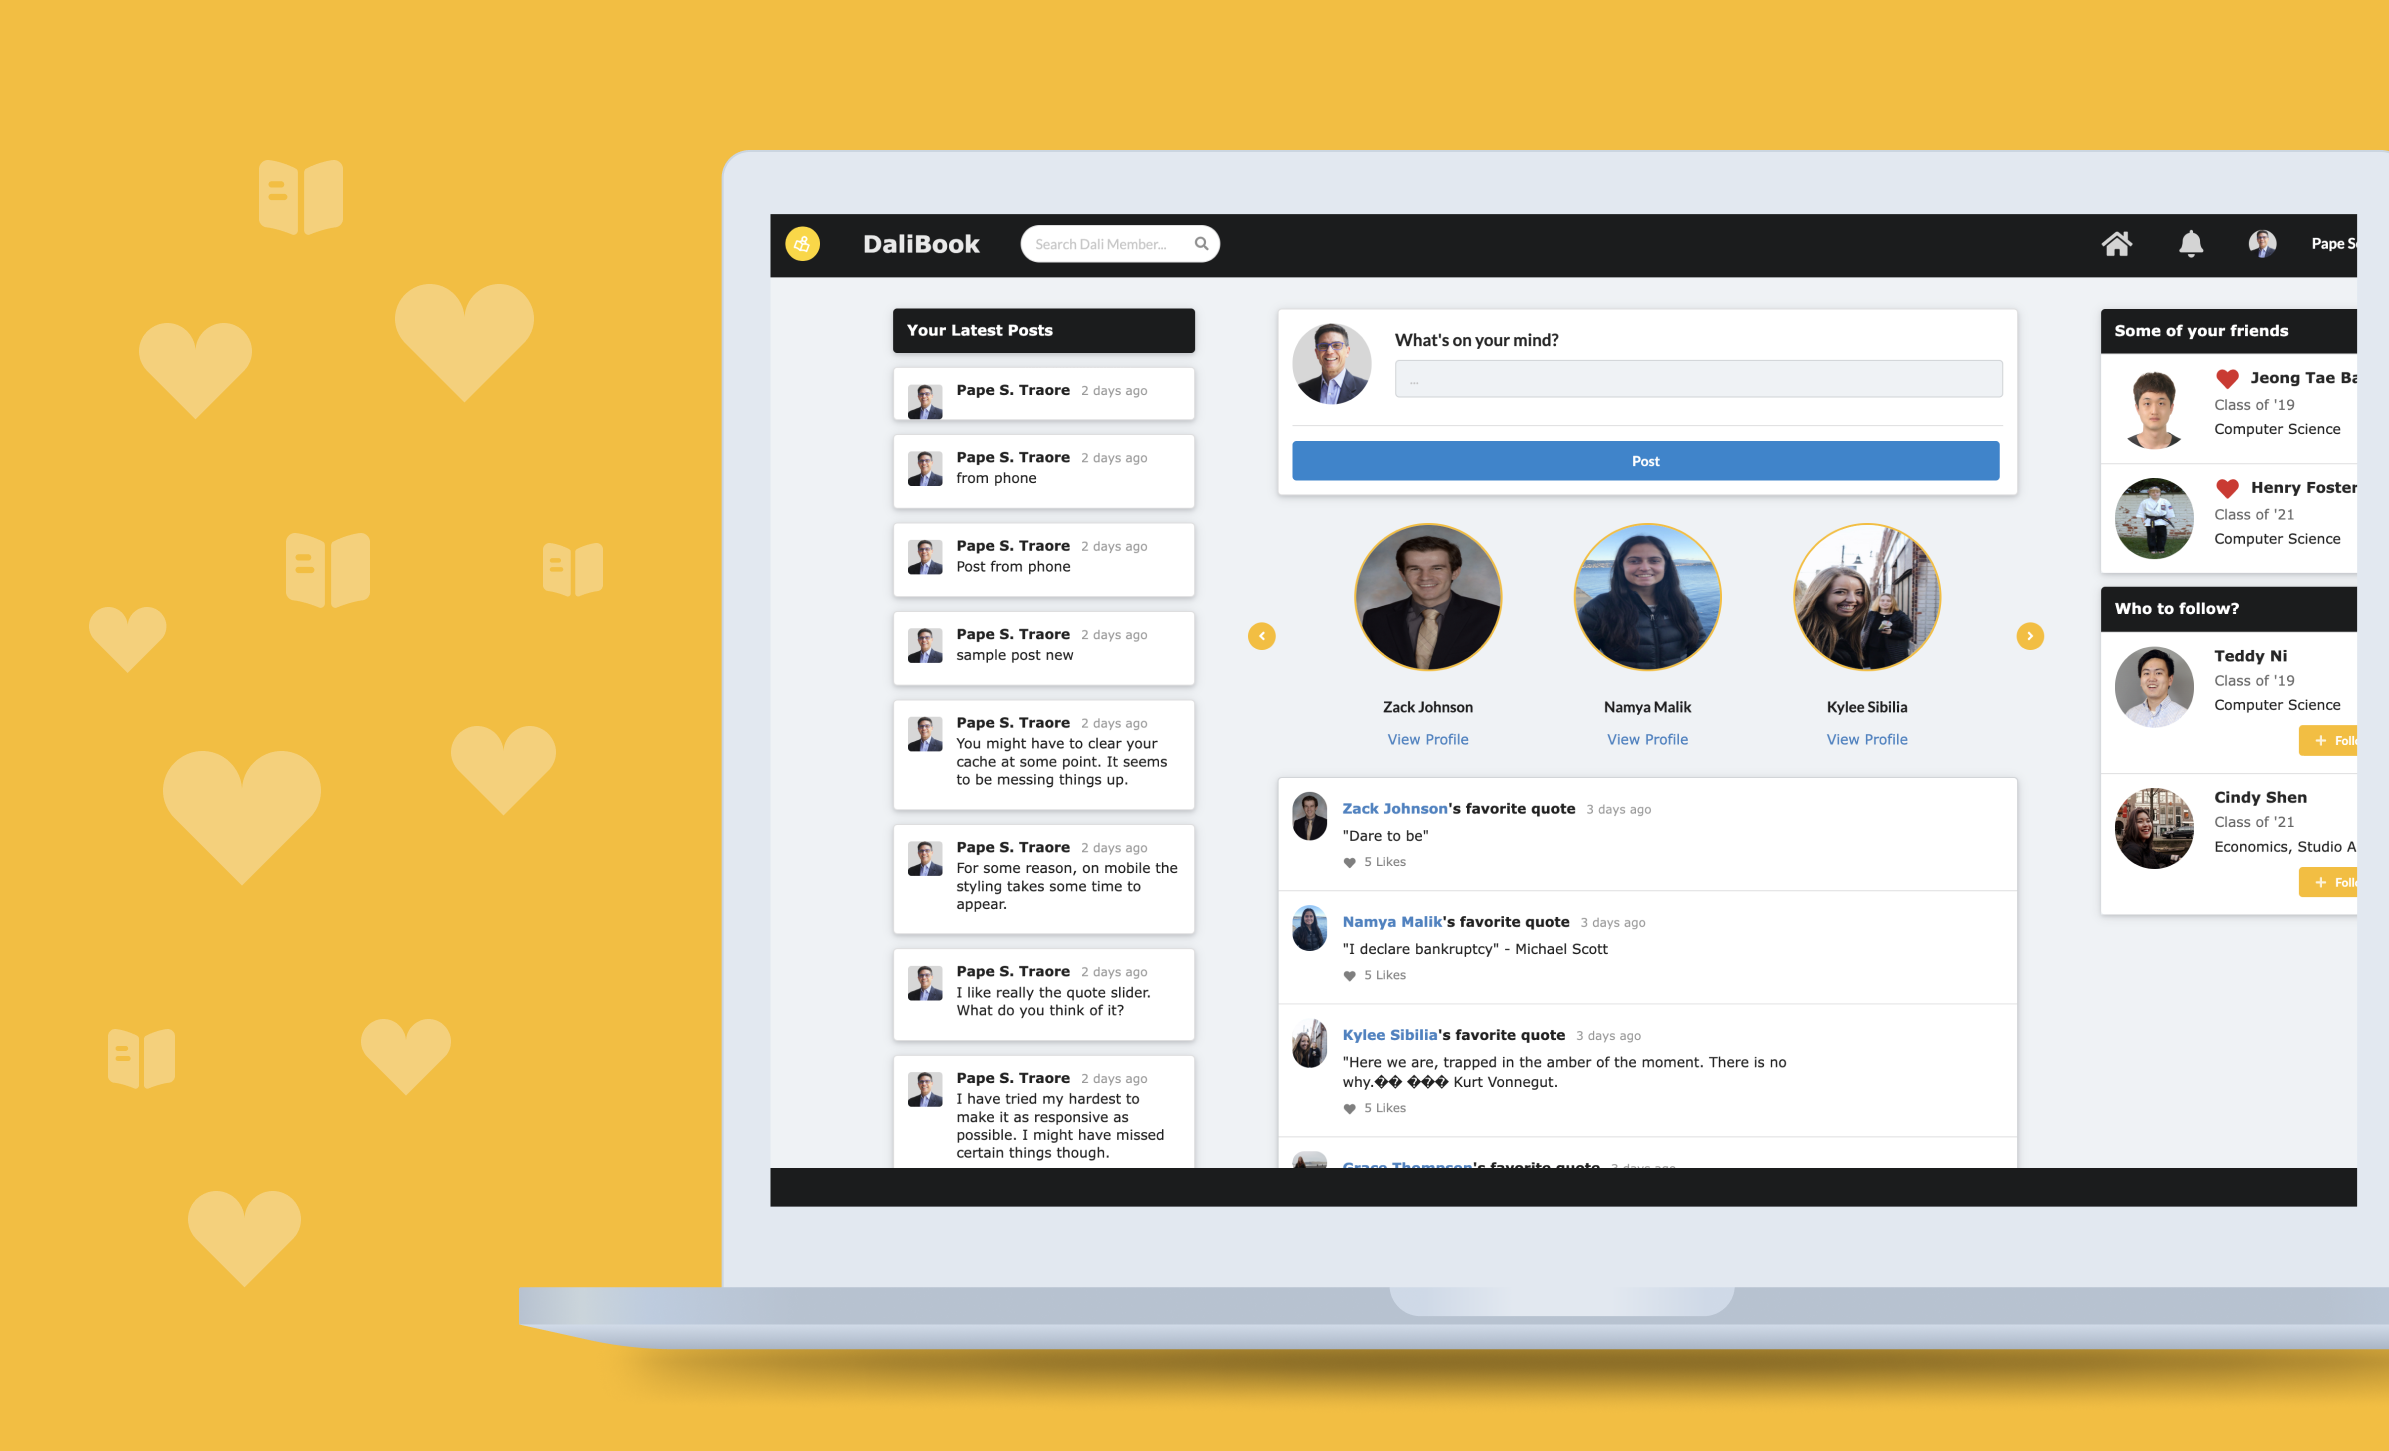 DaliBook
Search Dali Member...
Pape S
Your Latest Posts
Pape S. Traore 2 days ago
Pape S. Traore 2 days ago
from phone
Pape S. Traore 2 days ago
Post from phone
Pape S. Traore 2 days ago
sample post new
Pape S. Traore 2 days ago
You might have to clear your
cache at some point. It seems
to be messing things up.
Pape S. Traore 2 days ago
For some reason, on mobile the
styling takes some time to
appear.
Pape S. Traore 2 days ago
I like really the quote slider.
What do you think of it?
Pape S. Traore 2 days ago
I have tried my hardest to
make it as responsive as
possible. I might have missed
certain things though.
What's on your mind?
...
Post
Zack Johnson
View Profile
Namya Malik
View Profile
Kylee Sibilia
View Profile
Zack Johnson's favorite quote 3 days ago
"Dare to be"
5 Likes
Namya Malik's favorite quote 3 days ago
"I declare bankruptcy" - Michael Scott
5 Likes
Kylee Sibilia's favorite quote 3 days ago
"Here we are, trapped in the amber of the moment. There is no
why.�� ��� Kurt Vonnegut.
5 Likes
Grace Thompson's favorite quote 3 days ago
Some of your friends
Jeong Tae Ba
Class of '19
Computer Science
Henry Foster
Class of '21
Computer Science
Who to follow?
Teddy Ni
Class of '19
Computer Science
+ Foll
Cindy Shen
Class of '21
Economics, Studio A
+ Foll